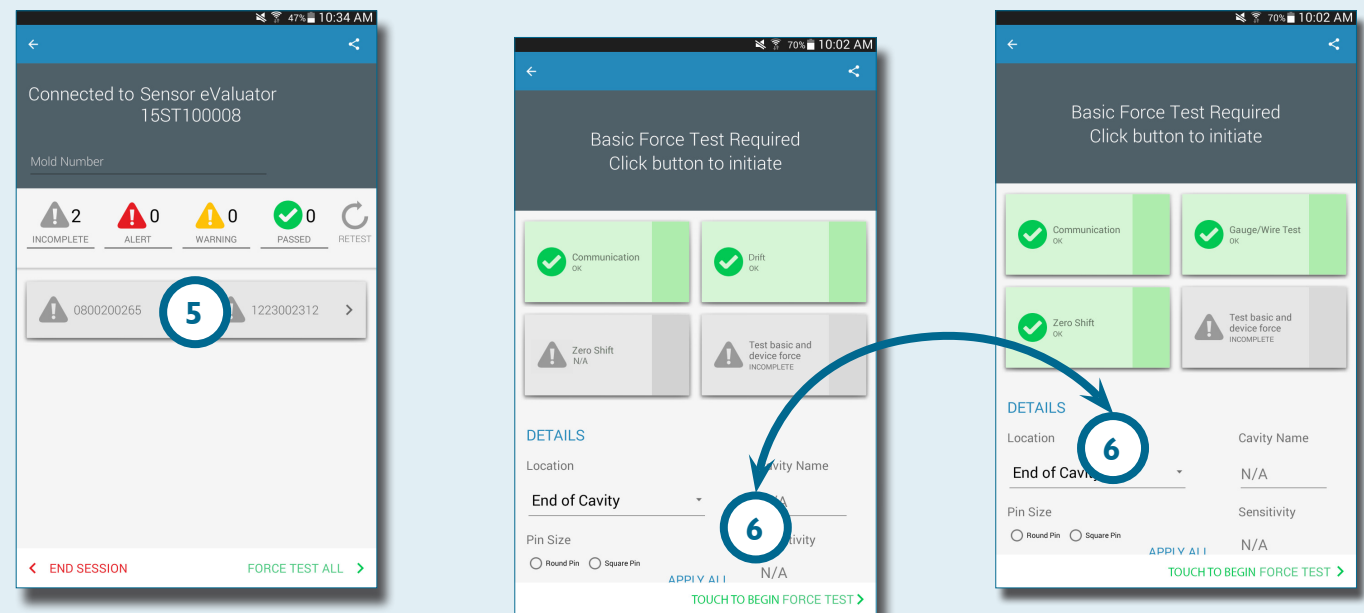 47% 10:34 AM
Connected to Sensor eValuator
15ST100008
Mold Number
2 0 0 0
INCOMPLETE ALERT WARNING PASSED RETEST
0800200265 5 1223002312
END SESSION FORCE TEST ALL
70% 10:02 AM
Basic Force Test Required
Click button to initiate
Communication
OK
Drift
OK
Zero Shift
N/A
Test basic and
device force
INCOMPLETE
DETAILS
Location
End of Cavity
6
Pin Size
Round Pin Square Pin
APPLY ALL
Name
N/A
N/A
TOUCH TO BEGIN FORCE TEST
70% 10:02 AM
Basic Force Test Required
Click button to initiate
Communication
OK
Gauge/Wire Test
OK
Zero Shift
OK
Test basic and
device force
INCOMPLETE
DETAILS
Location Cavity Name
End of N/A
6
Pin Size Sensitivity
Round Pin Square Pin
APPLY ALL N/A
TOUCH TO BEGIN FORCE TEST